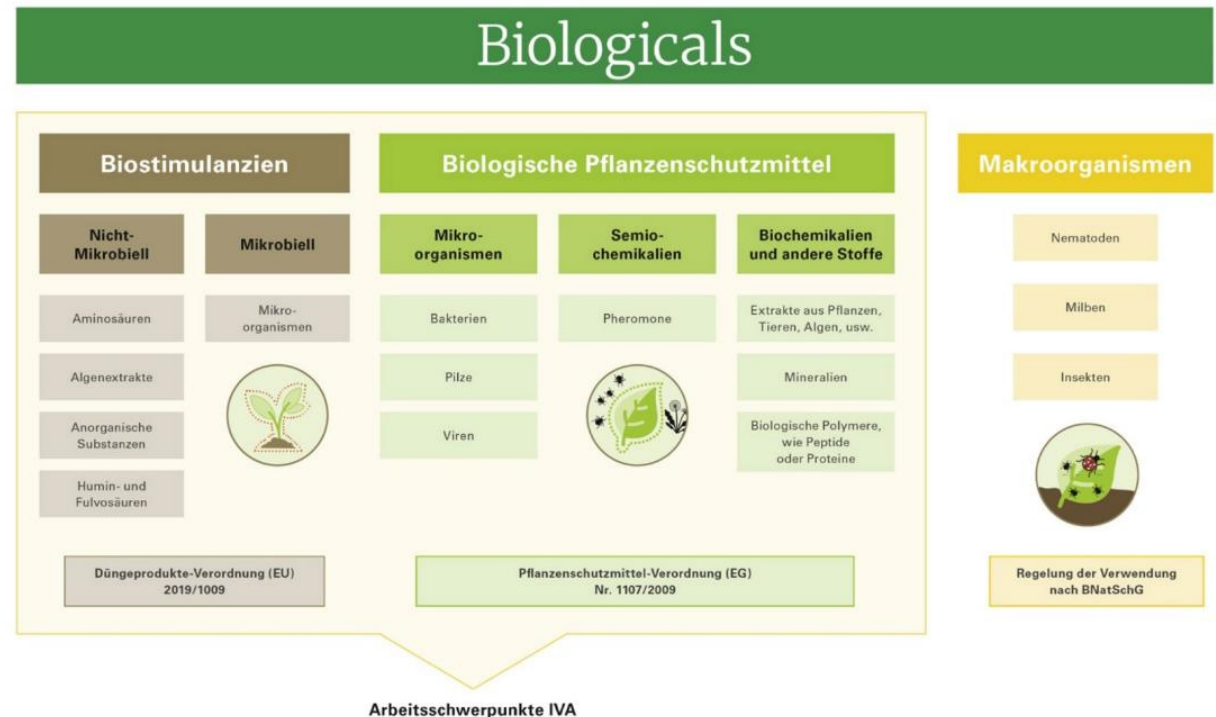 Biologicals
Biostimulanzien
Nicht-
Mikrobiell
Aminosäuren
Algenextrakte
Anorganische
Substanzen
Humin- und
Fulvosäuren
Mikrobiell
Mikro-
organismen
Düngeprodukte-Verordnung (EU)
2019/1009
Biologische Pflanzenschutzmittel
Mikro-
organismen
Bakterien
Pilze
Viren
Semio-
chemikalien
Pheromone
Biochemikalien
und andere Stoffe
Extrakte aus Pflanzen,
Tieren, Algen, usw.
Mineralien
Biologische Polymere,
wie Peptide
oder Proteine
Pflanzenschutzmittel-Verordnung (EG)
Nr. 1107/2009
Makroorganismen
Nematoden
Milben
Insekten
Regelung der Verwendung
nach BNatSchG
Arbeitsschwerpunkte IVA